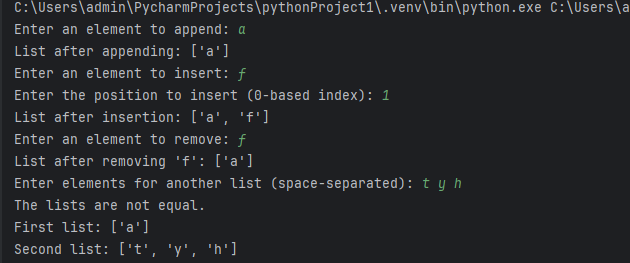 C:\Users\admin\PycharmProjects\pythonProject1\.venv\bin\python.exe C:\Users\a
Enter an element to append: a
List after appending: ['a']
Enter an element to insert: f
Enter the position to insert (0-based index): 1
List after insertion: ['a', 'f']
Enter an element to remove: f
List after removing 'f': ['a']
Enter elements for another list (space-separated): t y h
The lists are not equal.
First list: ['a']
Second list: ['t', 'y', 'h']